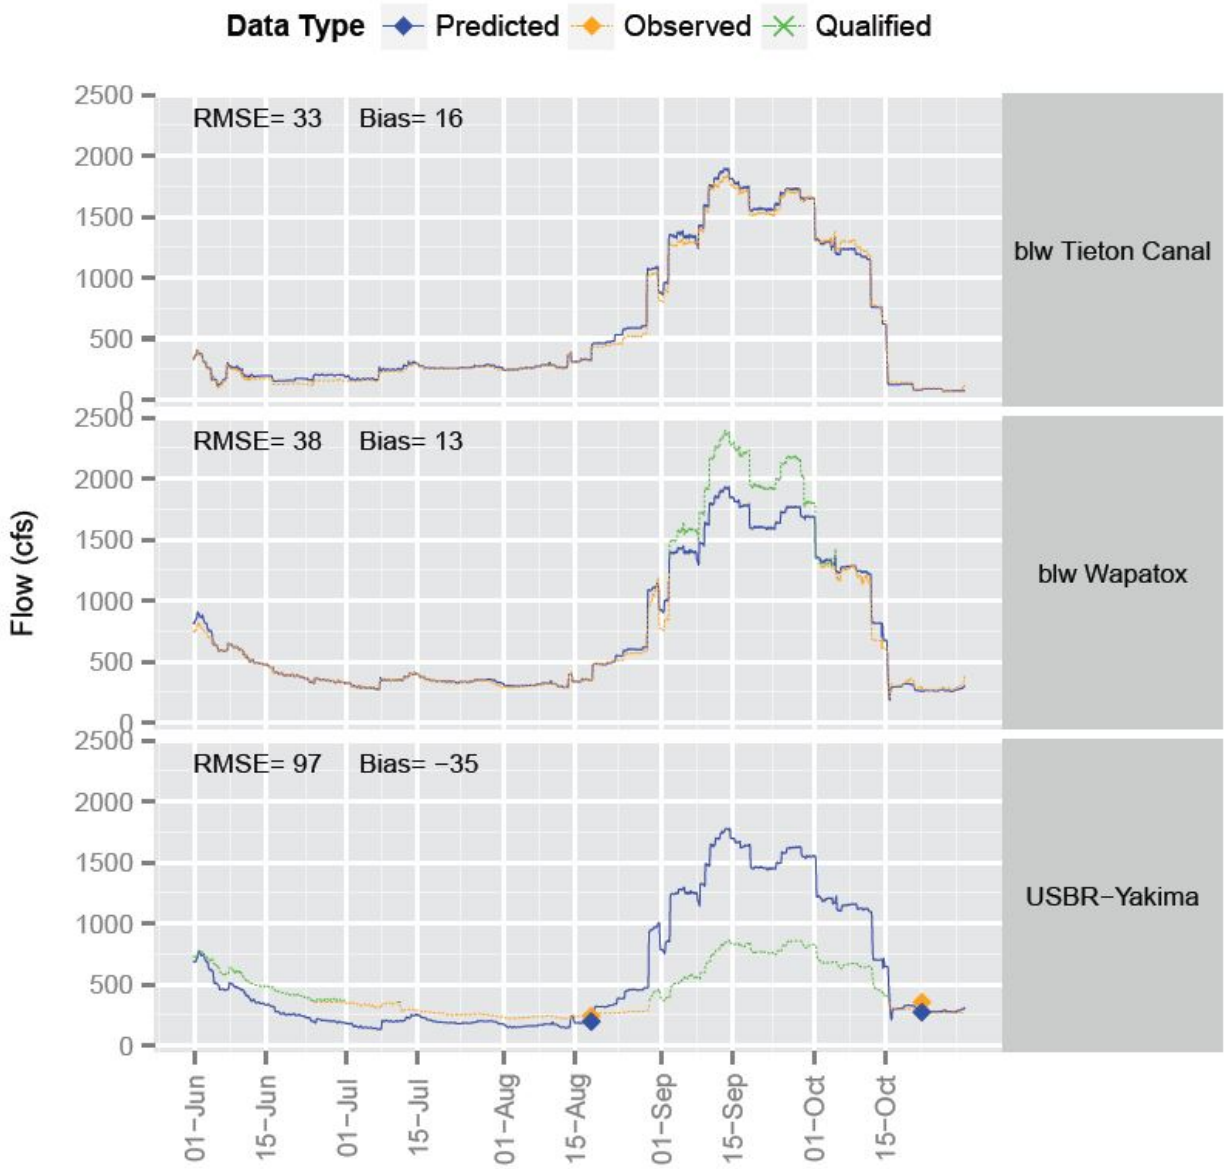 Data Type Predicted Observed Qualified
2500
2000
1500
1000
500
0
RMSE= 33 Bias= 16
blw Tieton Canal
2500
2000
1500
1000
500
0
RMSE= 38 Bias= 13
blw Wapatox
2500
2000
1500
1000
500
0
RMSE= 97 Bias= −35
USBR−Yakima
Flow (cfs)
01−Jun
15−Jun
01−Jul
15−Jul
01−Aug
15−Aug
01−Sep
15−Sep
01−Oct
15−Oct